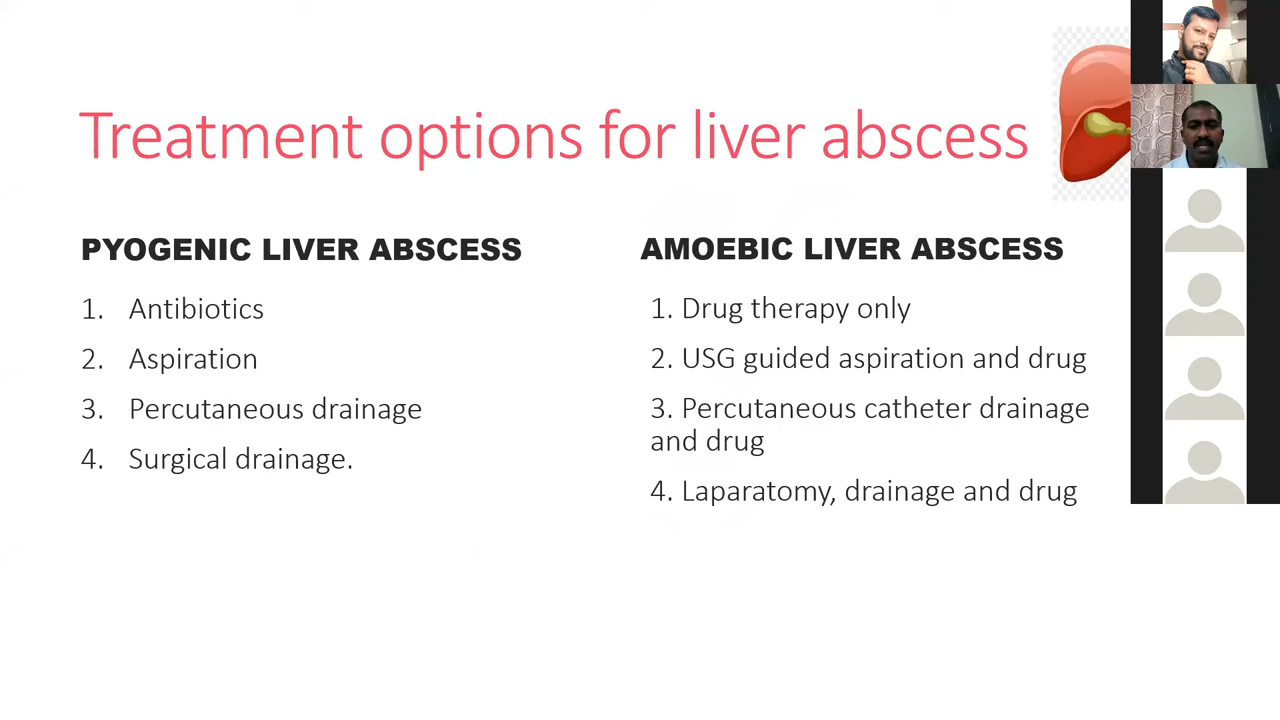 Treatment options for liver abscess
PYOGENIC LIVER ABSCESS
1. Antibiotics
2. Aspiration
3. Percutaneous drainage
4. Surgical drainage.
AMOEBIC LIVER ABSCESS
1. Drug therapy only
2. USG guided aspiration and drug
3. Percutaneous catheter drainage
and drug
4. Laparatomy, drainage and drug